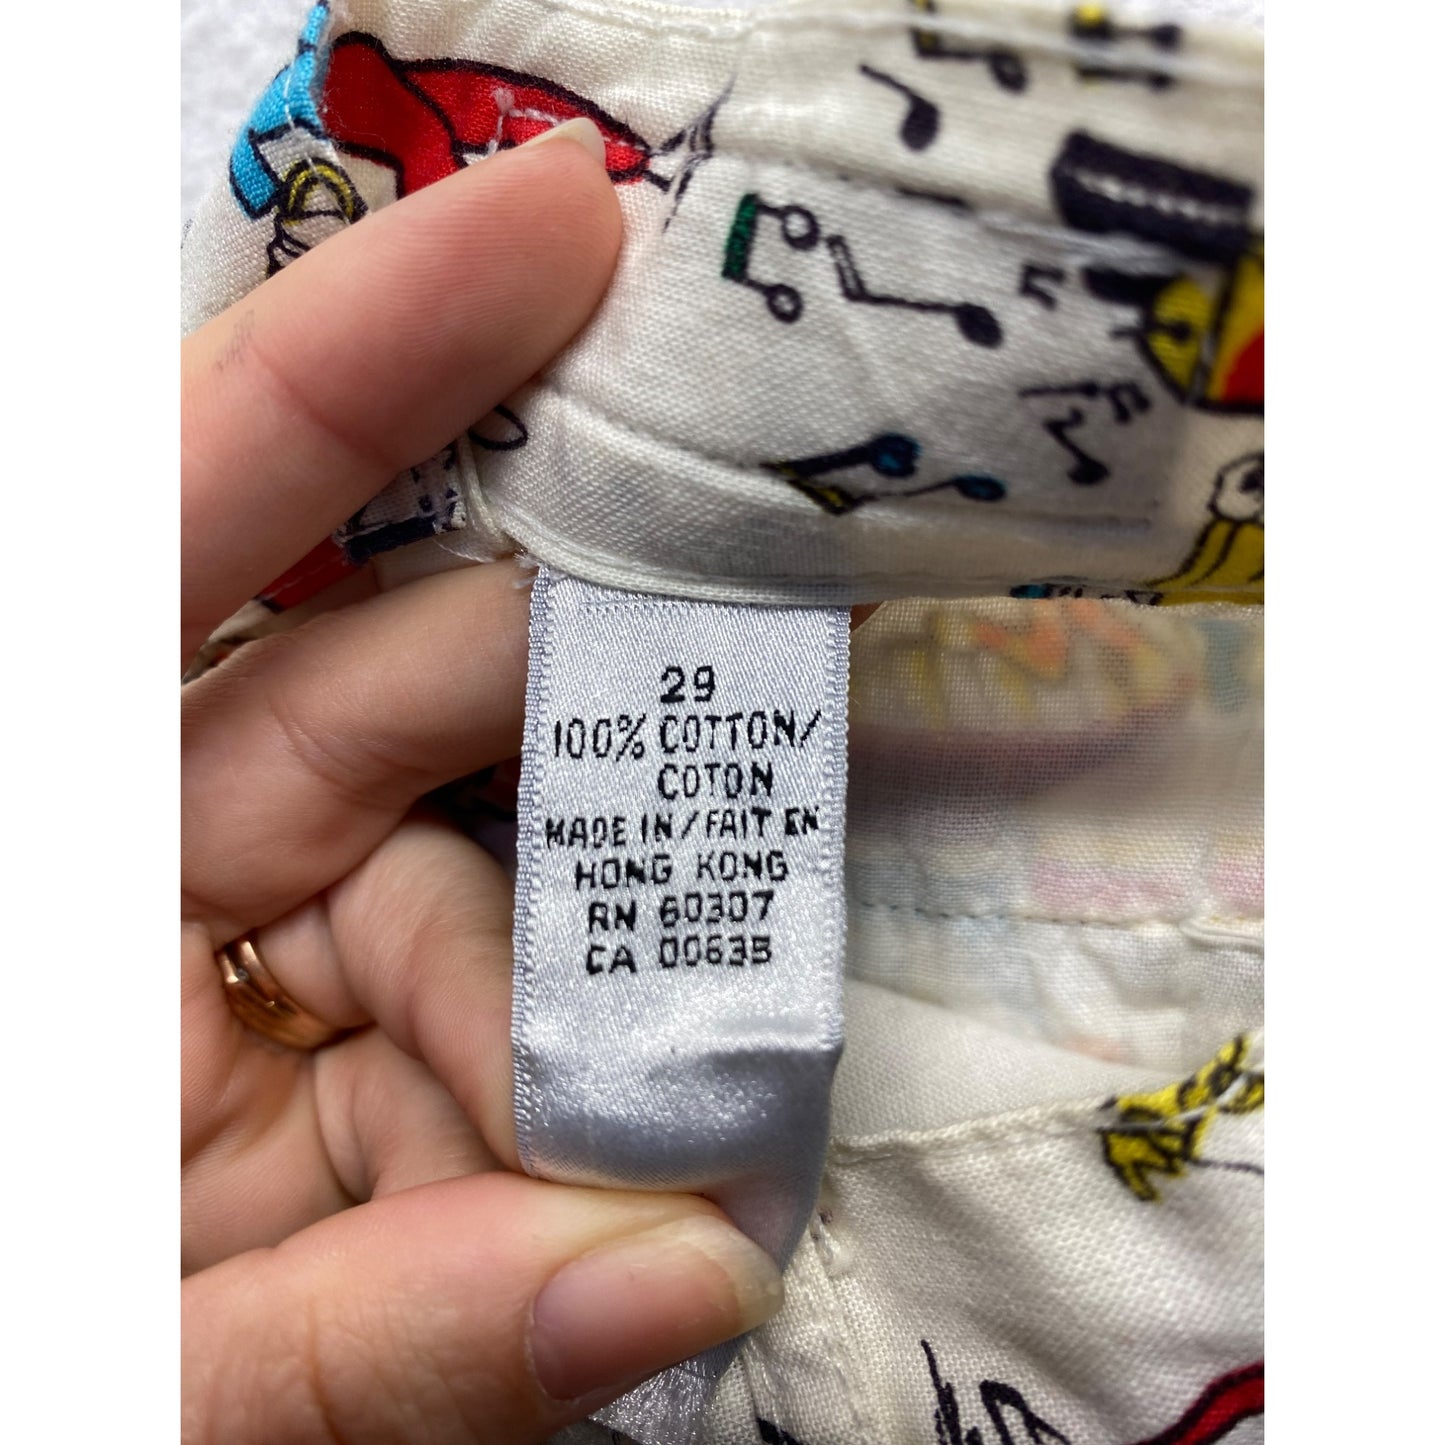 29
100% COTTON/
COTON
MADE IN/FAIT EN
HONG KONG
RN 60307
CA 00635